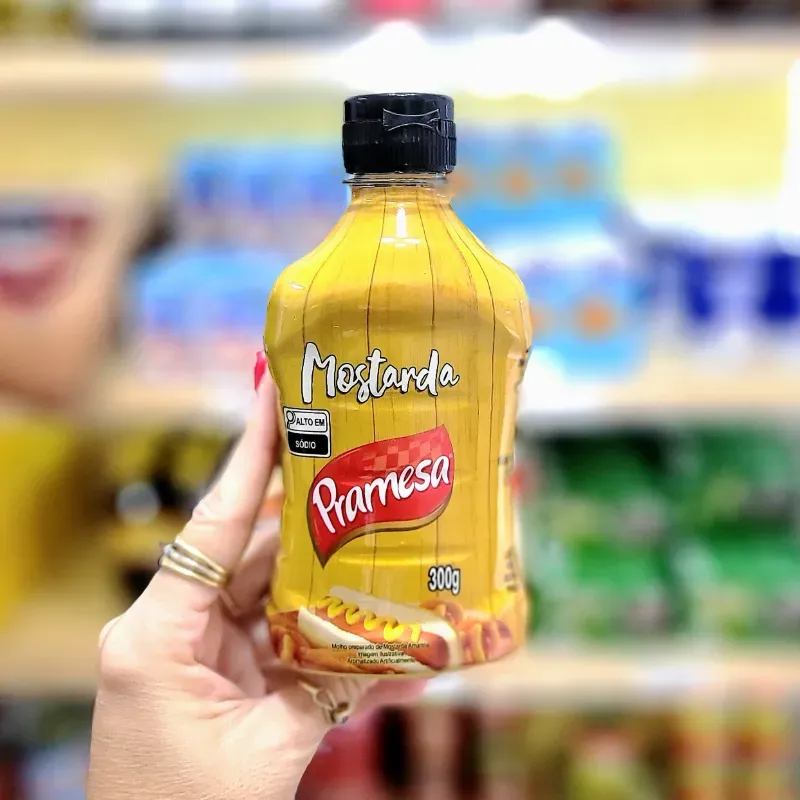 Mostarda
ALTO EM
SÓDIO
Pramesa
300g
Molho preparado de Mostarda Amarela
Imagem Ilustrativa
Aromatizado Artificialmente